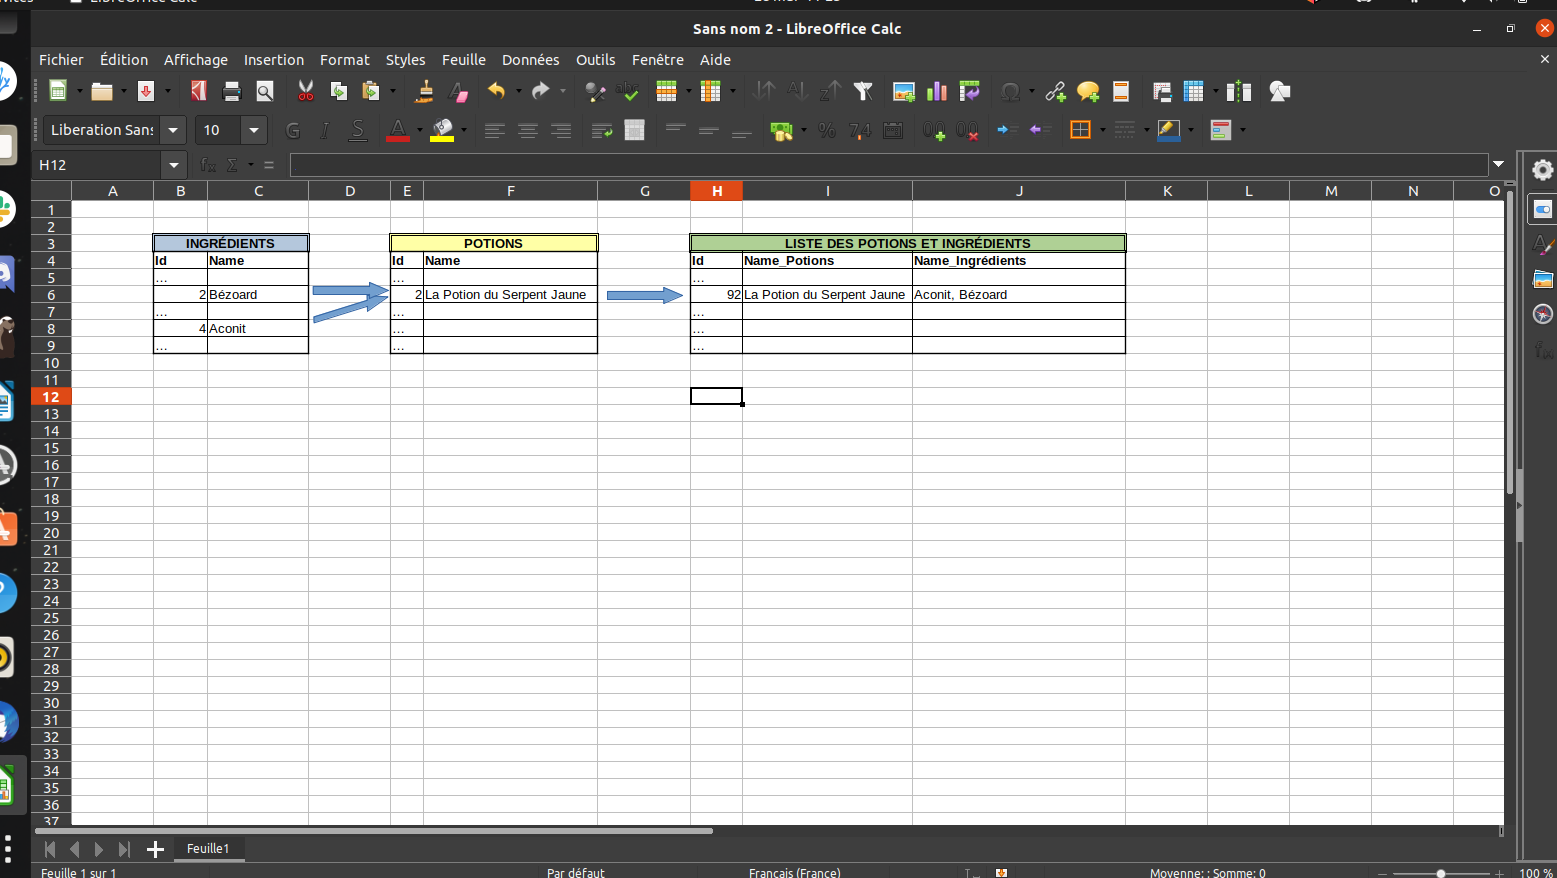 LibreOffice Calc
Sans nom 2 - LibreOffice Calc
Fichier Édition Affichage Insertion Format Styles Feuille Données Outils Fenêtre Aide
Liberation Sans 10
H12
A B C D E F G H I J K L M N O
1
2
3 INGRÉDIENTS POTIONS LISTE DES POTIONS ET INGRÉDIENTS
4 Id Name Id Name Id Name_Potions Name_Ingrédients
5 ... ... ...
6 2 Bézoard 2 La Potion du Serpent Jaune 92 La Potion du Serpent Jaune Aconit, Bézoard
7 ... ... ...
8 4 Aconit ... ...
9 ... ... ...
10
11
12
13
14
15
16
17
18
19
20
21
22
23
24
25
26
27
28
29
30
31
32
33
34
35
36
37
Feuille1
Feuille 1 sur 1 Par défaut Français (France) Moyenne: ; Somme: 0 100 %